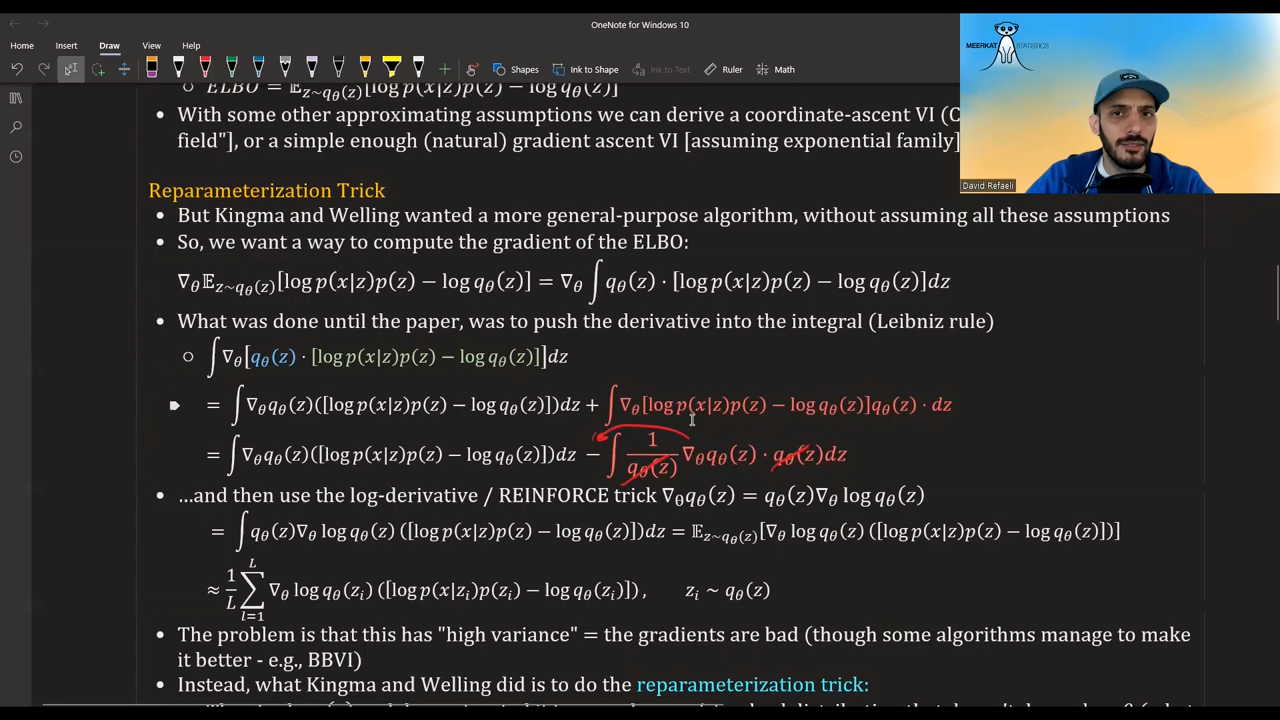 OneNote for Windows 10
Home Insert Draw View Help
Shapes Ink to Shape Ink to Text Ruler Math
MEERKAT STATISTICS
David Refaeli
○ ELBO = 𝔼_{z~q_θ(z)}[log p(x|z)p(z) − log q_θ(z)]
• With some other approximating assumptions we can derive a coordinate-ascent VI (C
field"], or a simple enough (natural) gradient ascent VI [assuming exponential family]
Reparameterization Trick
• But Kingma and Welling wanted a more general-purpose algorithm, without assuming all these assumptions
• So, we want a way to compute the gradient of the ELBO:
∇_θ𝔼_{z~q_θ(z)}[log p(x|z)p(z) − log q_θ(z)] = ∇_θ ∫ q_θ(z) · [log p(x|z)p(z) − log q_θ(z)]dz
• What was done until the paper, was to push the derivative into the integral (Leibniz rule)
○ ∫ ∇_θ[q_θ(z) · [log p(x|z)p(z) − log q_θ(z)]]dz
= ∫ ∇_θq_θ(z)([log p(x|z)p(z) − log q_θ(z)])dz + ∫ ∇_θ[log p(x|z)p(z) − log q_θ(z)]q_θ(z) · dz
= ∫ ∇_θq_θ(z)([log p(x|z)p(z) − log q_θ(z)])dz − ∫ 1/q_θ(z) ∇_θq_θ(z) · q_θ(z)dz
• ...and then use the log-derivative / REINFORCE trick ∇_θq_θ(z) = q_θ(z)∇_θ log q_θ(z)
= ∫ q_θ(z)∇_θ log q_θ(z) ([log p(x|z)p(z) − log q_θ(z)])dz = 𝔼_{z~q_θ(z)}[∇_θ log q_θ(z) ([log p(x|z)p(z) − log q_θ(z)])]
≈ 1/L ∑_{l=1}^{L} ∇_θ log q_θ(z_i) ([log p(x|z_i)p(z_i) − log q_θ(z_i)]), z_i ~ q_θ(z)
• The problem is that this has "high variance" = the gradients are bad (though some algorithms manage to make
it better - e.g., BBVI)
• Instead, what Kingma and Welling did is to do the reparameterization trick: